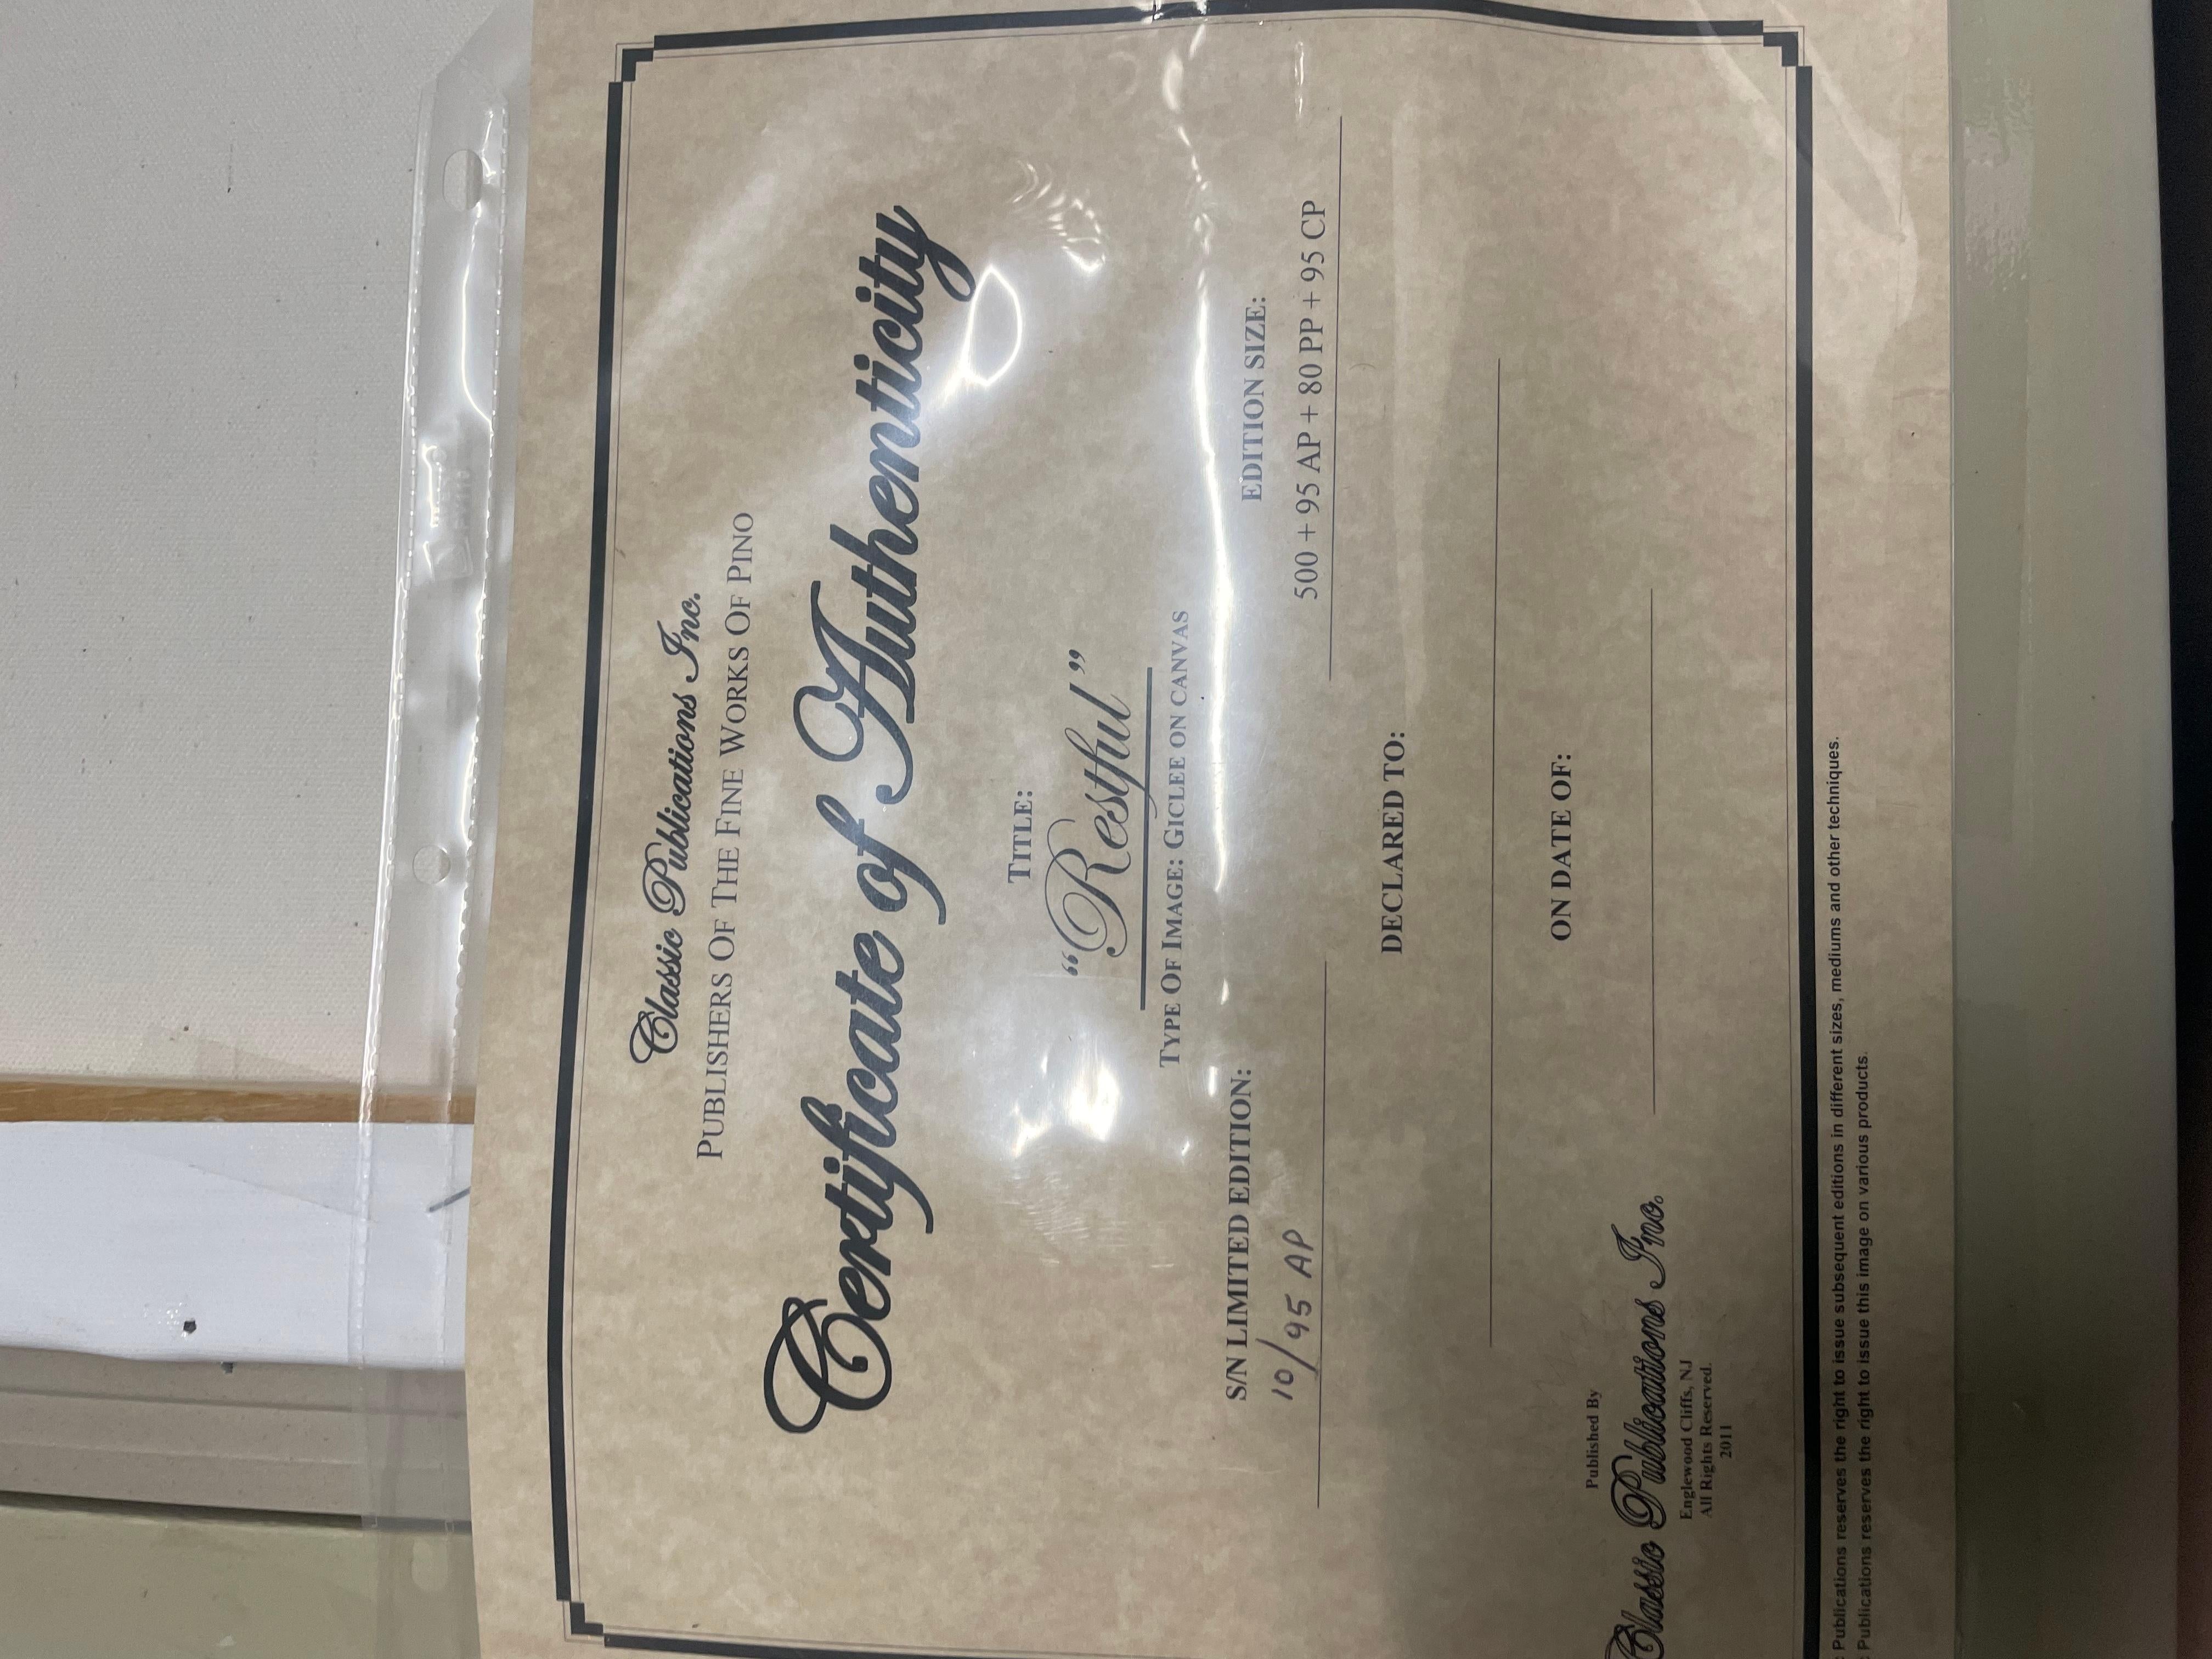 Classic Publications Inc.
PUBLISHERS OF THE FINE WORKS OF PINO
Certificate of Authenticity
TITLE:
“Restful”
TYPE OF IMAGE: GICLEE ON CANVAS
S/N LIMITED EDITION:
10/95 AP
EDITION SIZE:
500 + 95 AP + 80 PP + 95 CP
DECLARED TO:
ON DATE OF:
Published By
Classic Publications Inc.
Englewood Cliffs, NJ
All Rights Reserved.
2011
Publications reserves the right to issue subsequent editions in different sizes, mediums and other techniques.
Publications reserves the right to issue this image on various products.